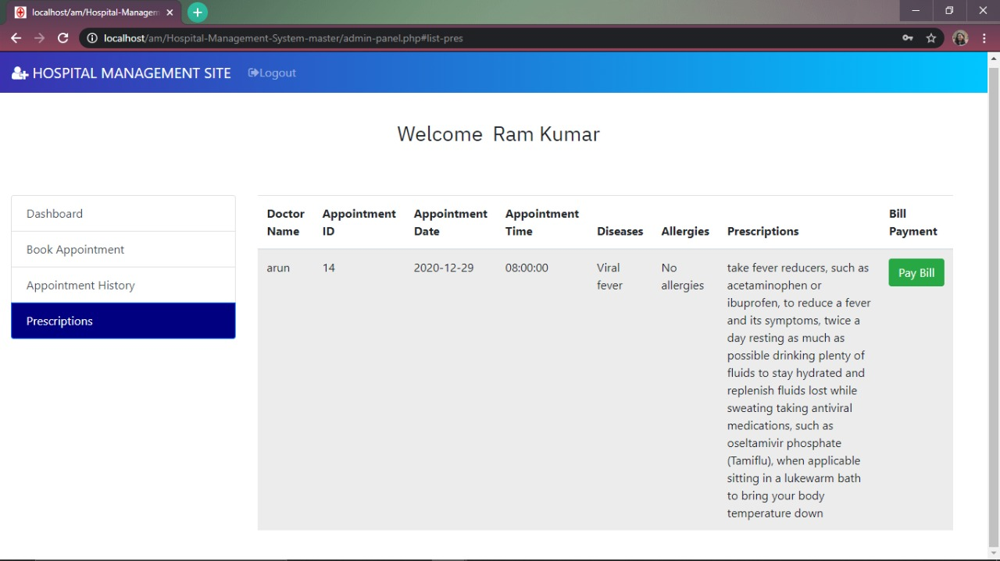 localhost/am/Hospital-Managem
localhost/am/Hospital-Management-System-master/admin-panel.php#list-pres
HOSPITAL MANAGEMENT SITE Logout
Welcome Ram Kumar
Dashboard
Book Appointment
Appointment History
Prescriptions
Doctor Name
Appointment ID
Appointment Date
Appointment Time
Diseases
Allergies
Prescriptions
Bill Payment
arun
14
2020-12-29
08:00:00
Viral
fever
No
allergies
take fever reducers, such as
acetaminophen or
ibuprofen, to reduce a fever
and its symptoms, twice a
day resting as much as
possible drinking plenty of
fluids to stay hydrated and
replenish fluids lost while
sweating taking antiviral
medications, such as
oseltamivir phosphate
(Tamiflu), when applicable
sitting in a lukewarm bath
to bring your body
temperature down
Pay Bill